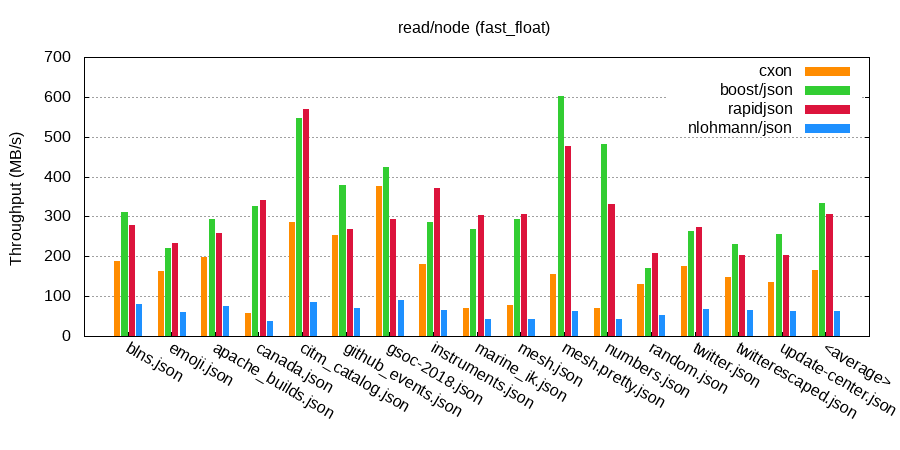 read/node (fast_float)
Throughput (MB/s)
700
600
500
400
300
200
100
0
cxon
boost/json
rapidjson
nlohmann/json
blns.json
emoji.json
apache_builds.json
canada.json
citm_catalog.json
github_events.json
gsoc-2018.json
instruments.json
marine_ik.json
mesh.json
mesh.pretty.json
numbers.json
random.json
twitter.json
twitterescaped.json
update-center.json
<average>